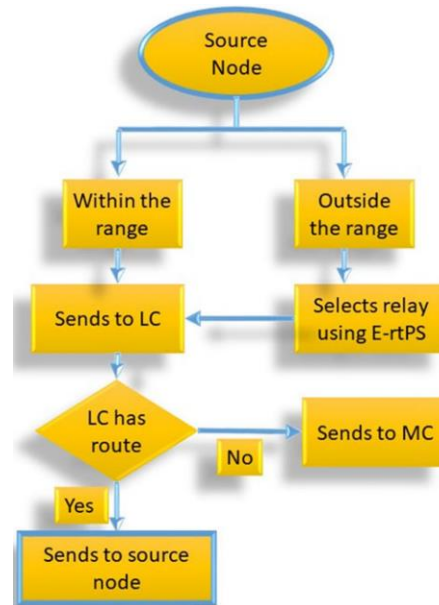 Source
Node
Within the
range
Outside
the range
Sends to LC
Selects relay
using E-rtPS
LC has
route
No
Sends to MC
Yes
Sends to source
node